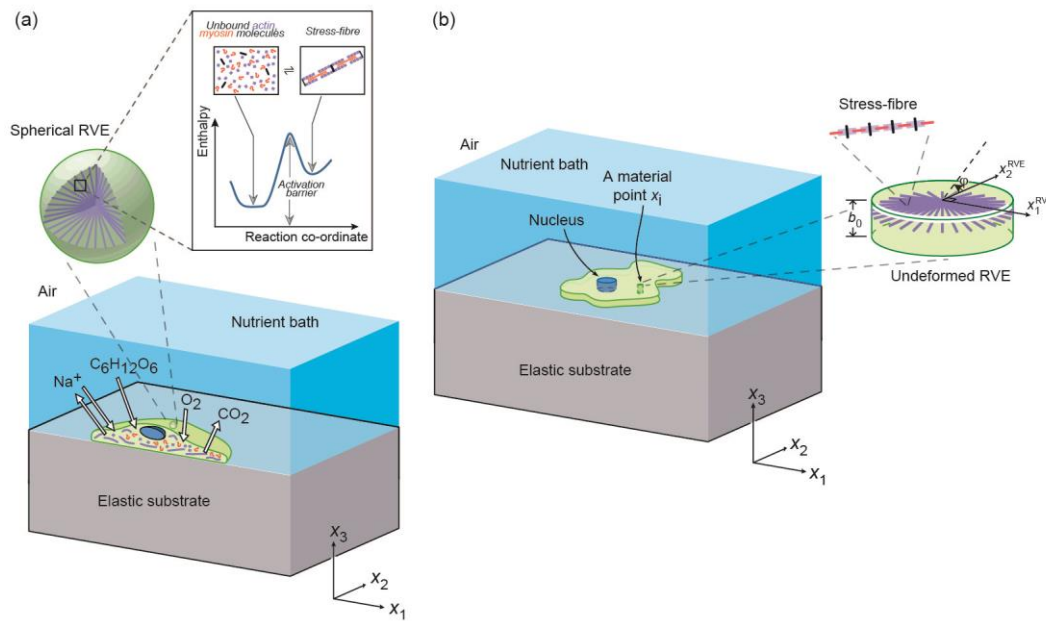 (a)
Unbound actin,
myosin molecules
Stress-fibre
⇌
Enthalpy
Activation
barrier
Reaction co-ordinate
Spherical RVE
Air
Nutrient bath
Na+
C6H12O6
O2
CO2
Elastic substrate
x3
x2
x1
(b)
Air
Nutrient bath
A material
point xi
Nucleus
Elastic substrate
x3
x2
x1
Stress-fibre
φ
x2RVE
x1RV
b0
Undeformed RVE